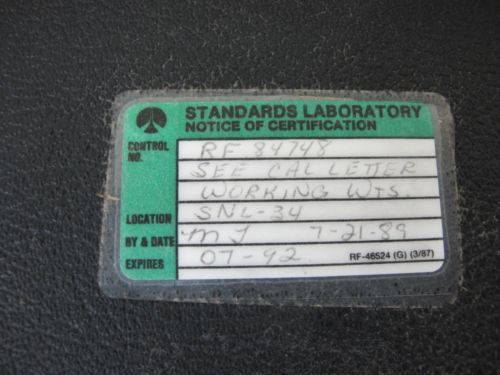 STANDARDS LABORATORY
NOTICE OF CERTIFICATION
CONTROL NO. RF 84748
SEE CAL LETTER
WORKING WTS
LOCATION SNL-34
BY & DATE MJ 7-21-89
EXPIRES 07-92 RF-46524 (G) (3/87)